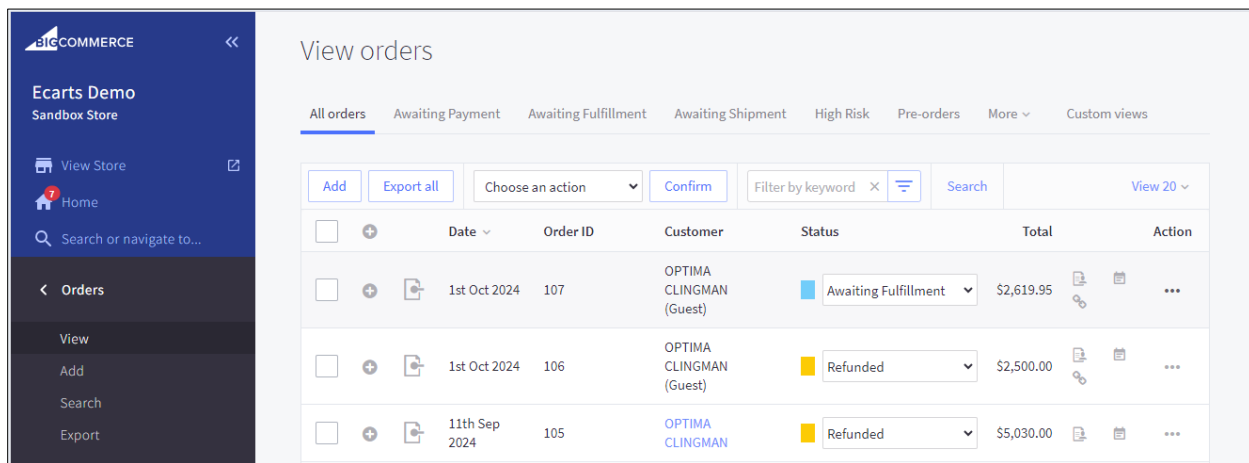 BIGCOMMERCE
Ecarts Demo
Sandbox Store
View Store
7
Home
Search or navigate to...
Orders
View
Add
Search
Export
View orders
All orders Awaiting Payment Awaiting Fulfillment Awaiting Shipment High Risk Pre-orders More Custom views
Add Export all Choose an action Confirm Filter by keyword Search View 20
Date Order ID Customer Status Total Action
1st Oct 2024 107 OPTIMA CLINGMAN (Guest) Awaiting Fulfillment $2,619.95
1st Oct 2024 106 OPTIMA CLINGMAN (Guest) Refunded $2,500.00
11th Sep 2024 105 OPTIMA CLINGMAN Refunded $5,030.00